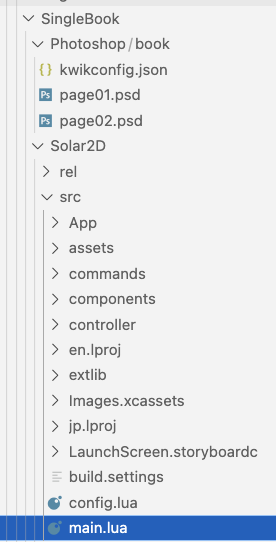 SingleBook
Photoshop/book
{} kwikconfig.json
Ps page01.psd
Ps page02.psd
Solar2D
rel
src
App
assets
commands
components
controller
en.lproj
extlib
Images.xcassets
jp.lproj
LaunchScreen.storyboardc
build.settings
config.lua
main.lua